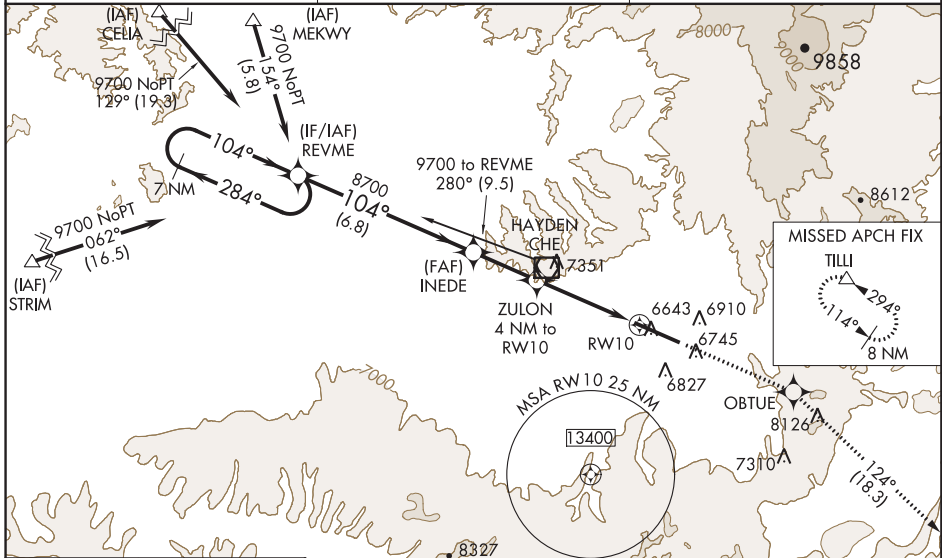 (IAF)
CELIA
(IAF)
MEKWY
9700 NoPT
129° (19.3)
9700 NoPT
154°
(5.8)
8000
9000
9858
(IF/IAF)
REVME
104°
7 NM
284°
8700
104°
(6.8)
9700 to REVME
280° (9.5)
8612
9700 NoPT
062°
(16.5)
(IAF)
STRIM
HAYDEN
CHE
7351
(FAF)
INEDE
ZULON
4 NM to
RW10
RW10
6643
6910
6745
6827
MISSED APCH FIX
TILLI
294°
114°
8 NM
7000
MSA RW10 25 NM
13400
OBTUE
8126
7310
124°
(18.3)
8327